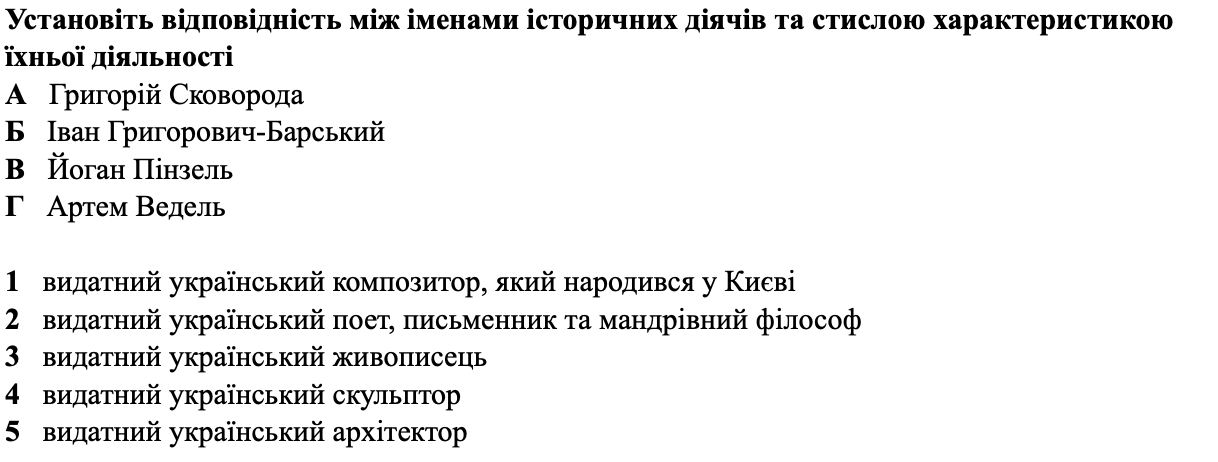 Установіть відповідність між іменами історичних діячів та стислою характеристикою
їхньої діяльності
А Григорій Сковорода
Б Іван Григорович-Барський
В Йоган Пінзель
Г Артем Ведель
1 видатний український композитор, який народився у Києві
2 видатний український поет, письменник та мандрівний філософ
3 видатний український живописець
4 видатний український скульптор
5 видатний український архітектор